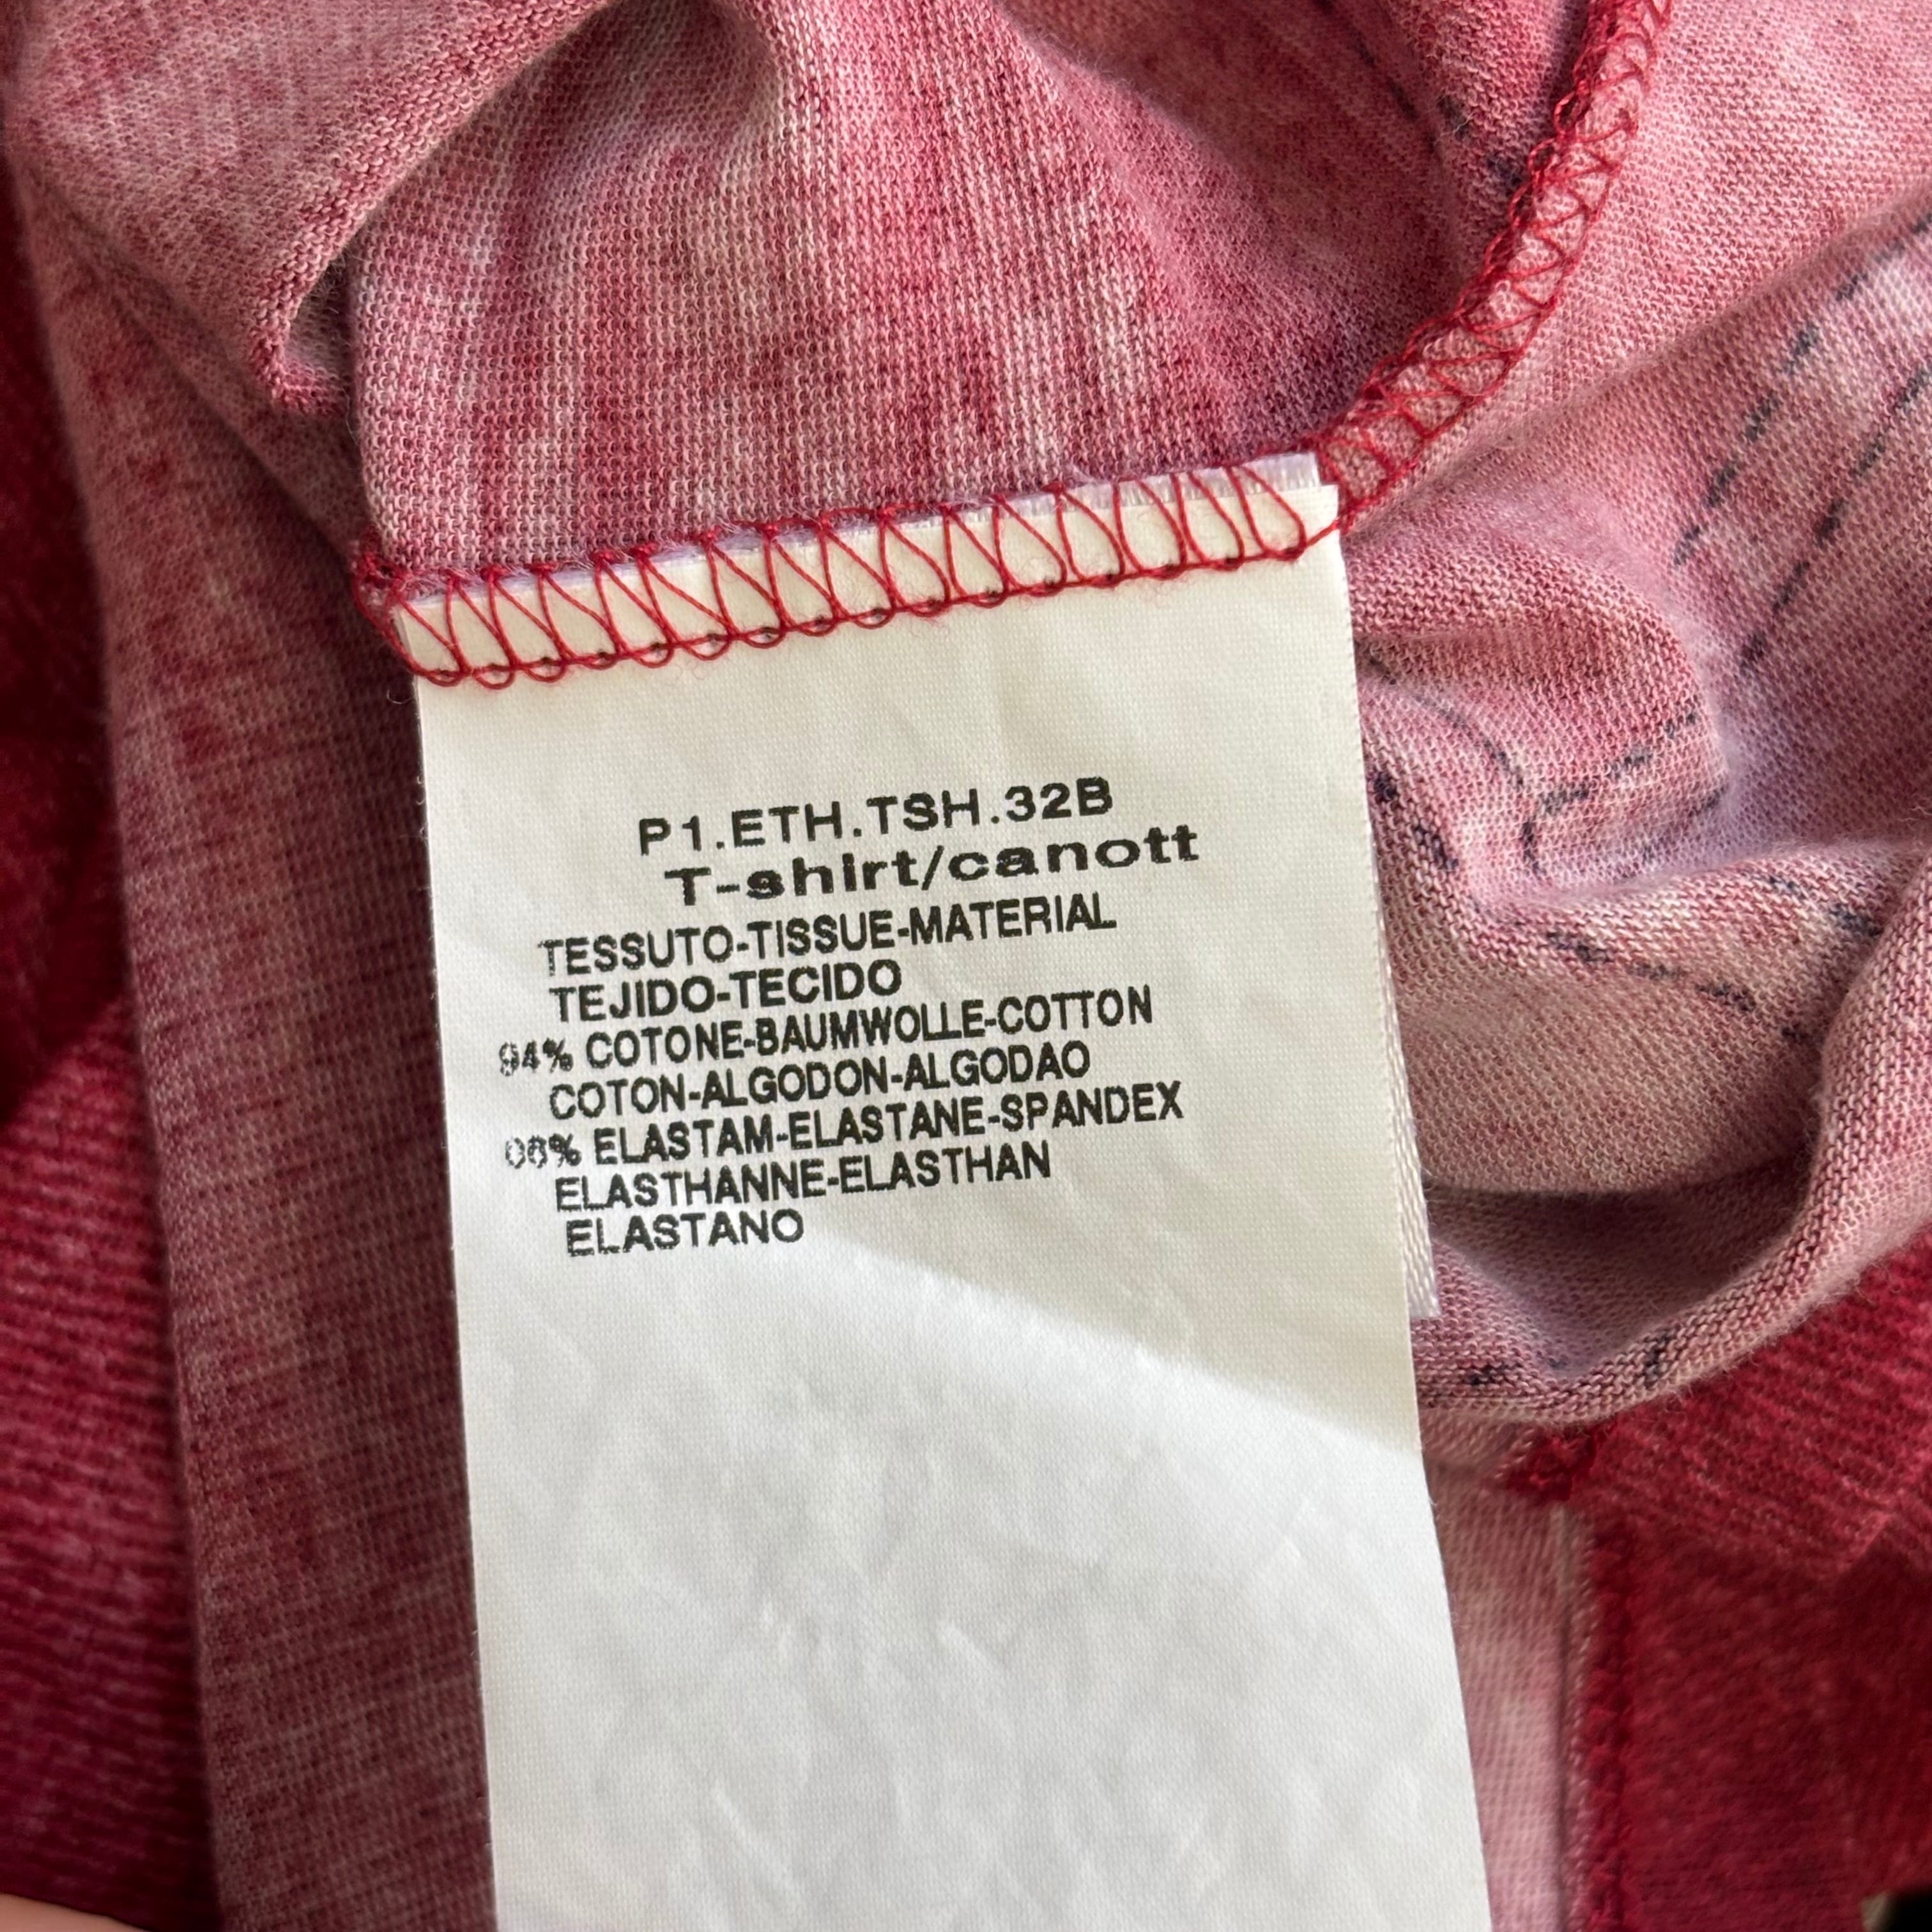 P1.ETH.TSH.32B
T-shirt/canott
TESSUTO-TISSUE-MATERIAL
TEJIDO-TECIDO
94% COTONE-BAUMWOLLE-COTTON
COTON-ALGODON-ALGODAO
06% ELASTAM-ELASTANE-SPANDEX
ELASTHANNE-ELASTHAN
ELASTANO